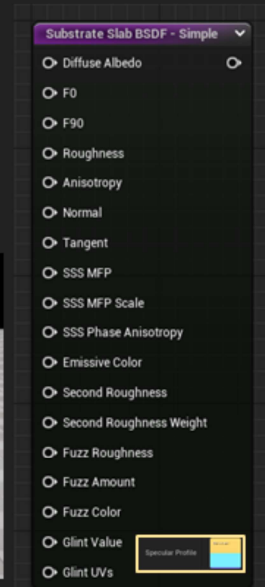 Substrate Slab BSDF - Simple
Diffuse Albedo
F0
F90
Roughness
Anisotropy
Normal
Tangent
SSS MFP
SSS MFP Scale
SSS Phase Anisotropy
Emissive Color
Second Roughness
Second Roughness Weight
Fuzz Roughness
Fuzz Amount
Fuzz Color
Glint Value
Specular Profile
Glint UVs